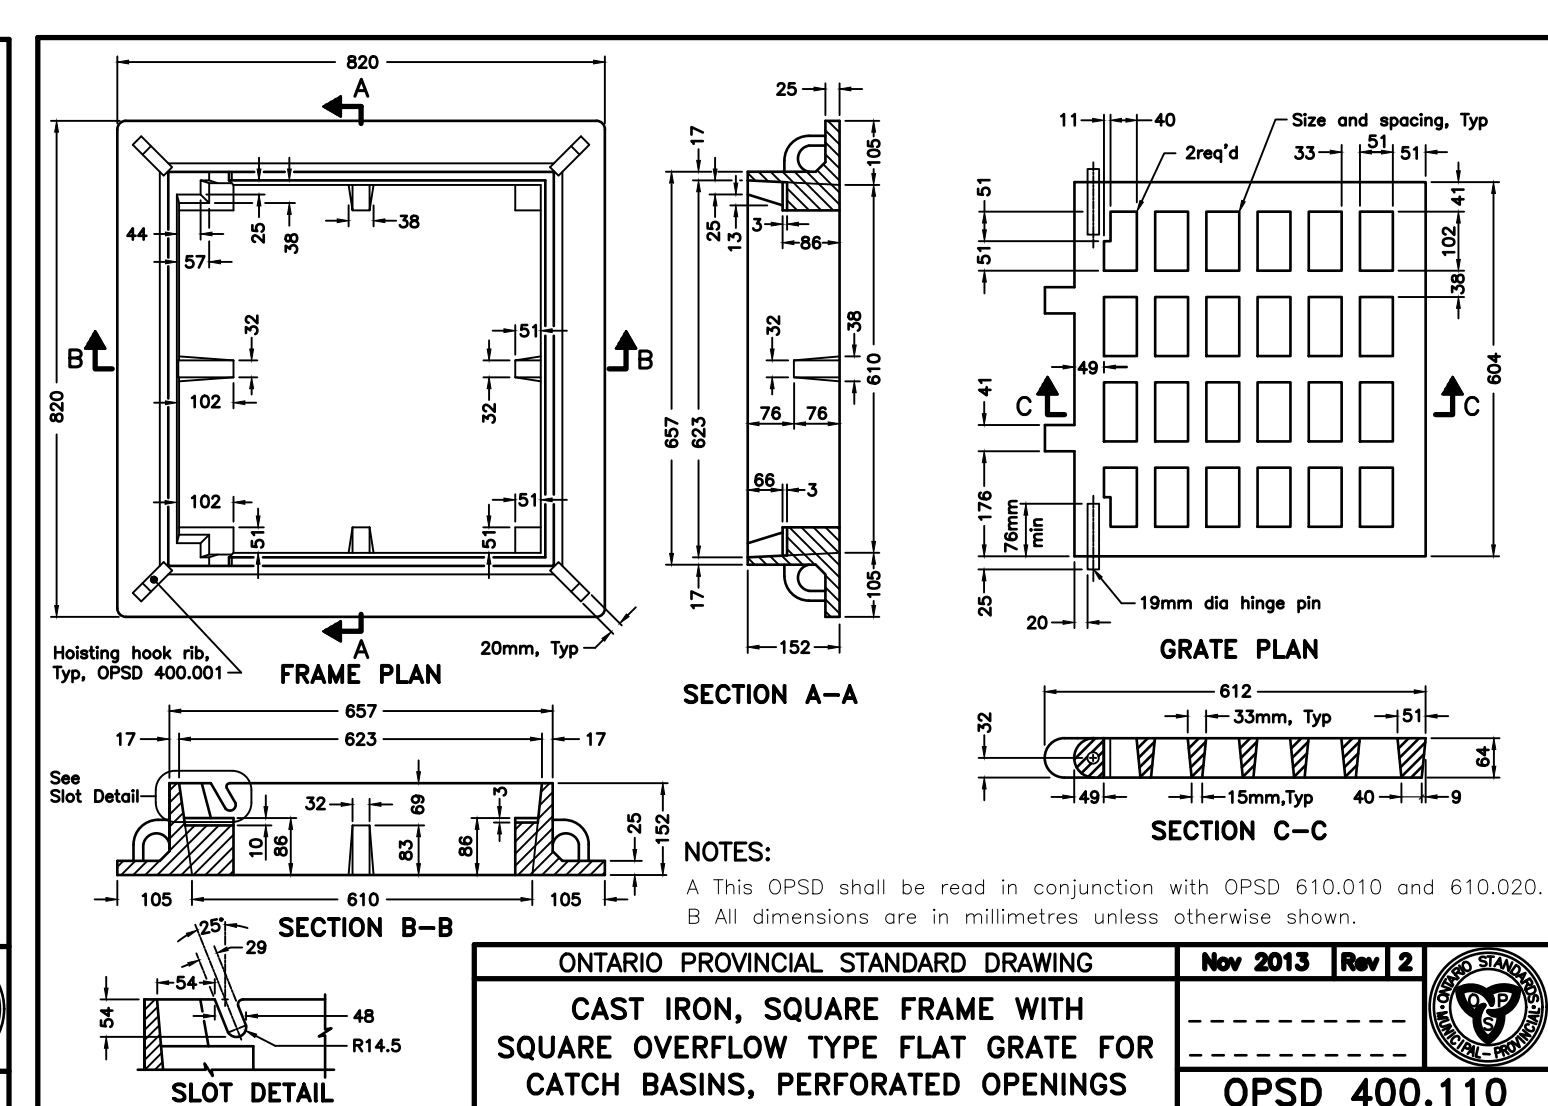 820
A
820
44
57
25
38
38
32
51
B
B
102
32
102
51
51
51
Hoisting hook rib,
Typ, OPSD 400.001
A
20mm, Typ
FRAME PLAN
25
17
105
25
13
3
86
32
38
657
623
610
76
76
66
3
17
105
152
SECTION A-A
11
40
Size and spacing, Typ
2req'd
33
51
51
51
51
41
102
38
49
604
41
C
C
176
76mm
min
25
20
19mm dia hinge pin
GRATE PLAN
612
32
33mm, Typ
51
64
49
15mm,Typ
40
9
SECTION C-C
657
17
623
17
See
Slot Detail
32
69
3
10
86
83
86
25
152
105
610
105
SECTION B-B
25°
29
54
54
48
R14.5
SLOT DETAIL
NOTES:
A This OPSD shall be read in conjunction with OPSD 610.010 and 610.020.
B All dimensions are in millimetres unless otherwise shown.
ONTARIO PROVINCIAL STANDARD DRAWING
Nov 2013
Rev
2
CAST IRON, SQUARE FRAME WITH
SQUARE OVERFLOW TYPE FLAT GRATE FOR
CATCH BASINS, PERFORATED OPENINGS
ONTARIO STANDARDS
MUNICIPAL-PROVINCIAL
O P
S
OPSD 400.110